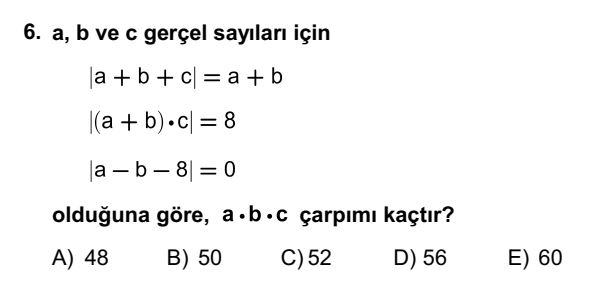 6. a, b ve c gerçel sayıları için
|a + b + c| = a + b
|(a + b)•c| = 8
|a – b – 8| = 0
olduğuna göre, a•b•c çarpımı kaçtır?
A) 48 B) 50 C) 52 D) 56 E) 60